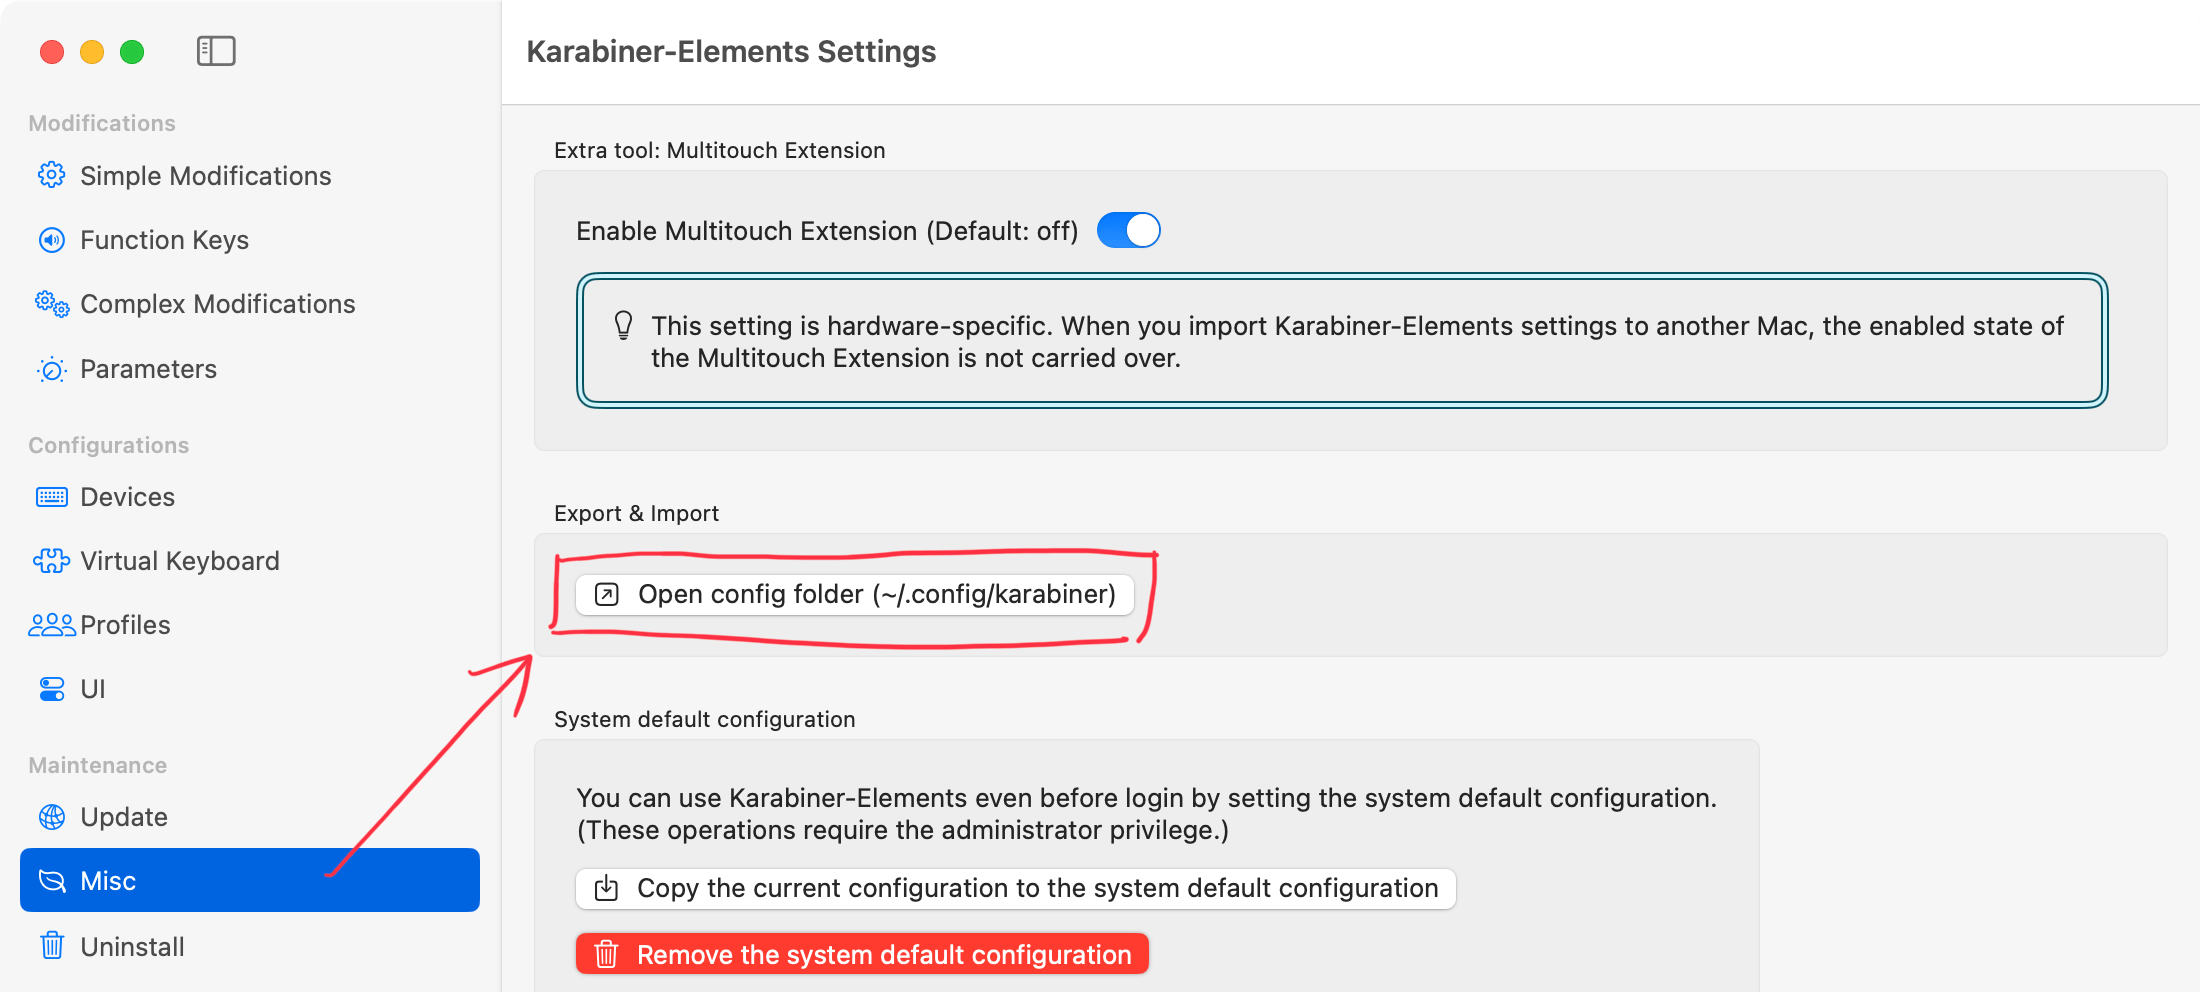 Karabiner-Elements Settings
Modifications
Simple Modifications
Function Keys
Complex Modifications
Parameters
Configurations
Devices
Virtual Keyboard
Profiles
UI
Maintenance
Update
Misc
Uninstall
Extra tool: Multitouch Extension
Enable Multitouch Extension (Default: off)
This setting is hardware-specific. When you import Karabiner-Elements settings to another Mac, the enabled state of
the Multitouch Extension is not carried over.
Export & Import
Open config folder (~/.config/karabiner)
System default configuration
You can use Karabiner-Elements even before login by setting the system default configuration.
(These operations require the administrator privilege.)
Copy the current configuration to the system default configuration
Remove the system default configuration